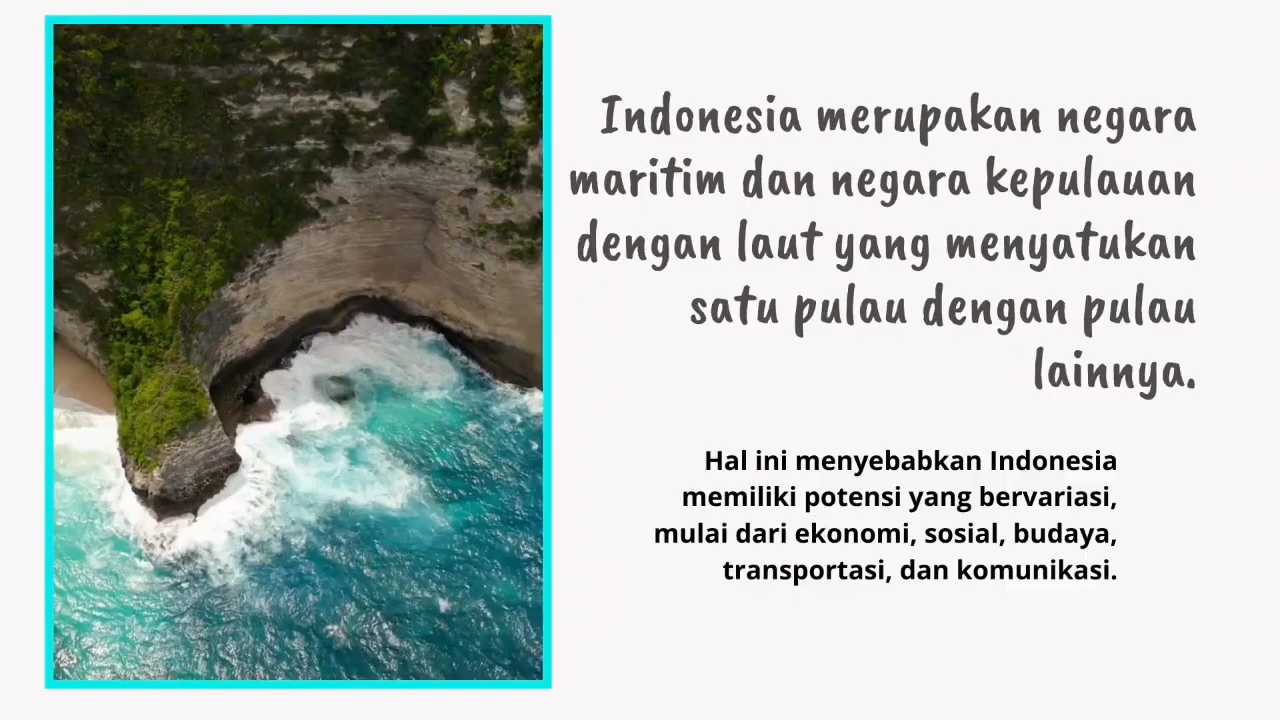 Indonesia merupakan negara
maritim dan negara kepulauan
dengan laut yang menyatukan
satu pulau dengan pulau
lainnya.
Hal ini menyebabkan Indonesia
memiliki potensi yang bervariasi,
mulai dari ekonomi, sosial, budaya,
transportasi, dan komunikasi.